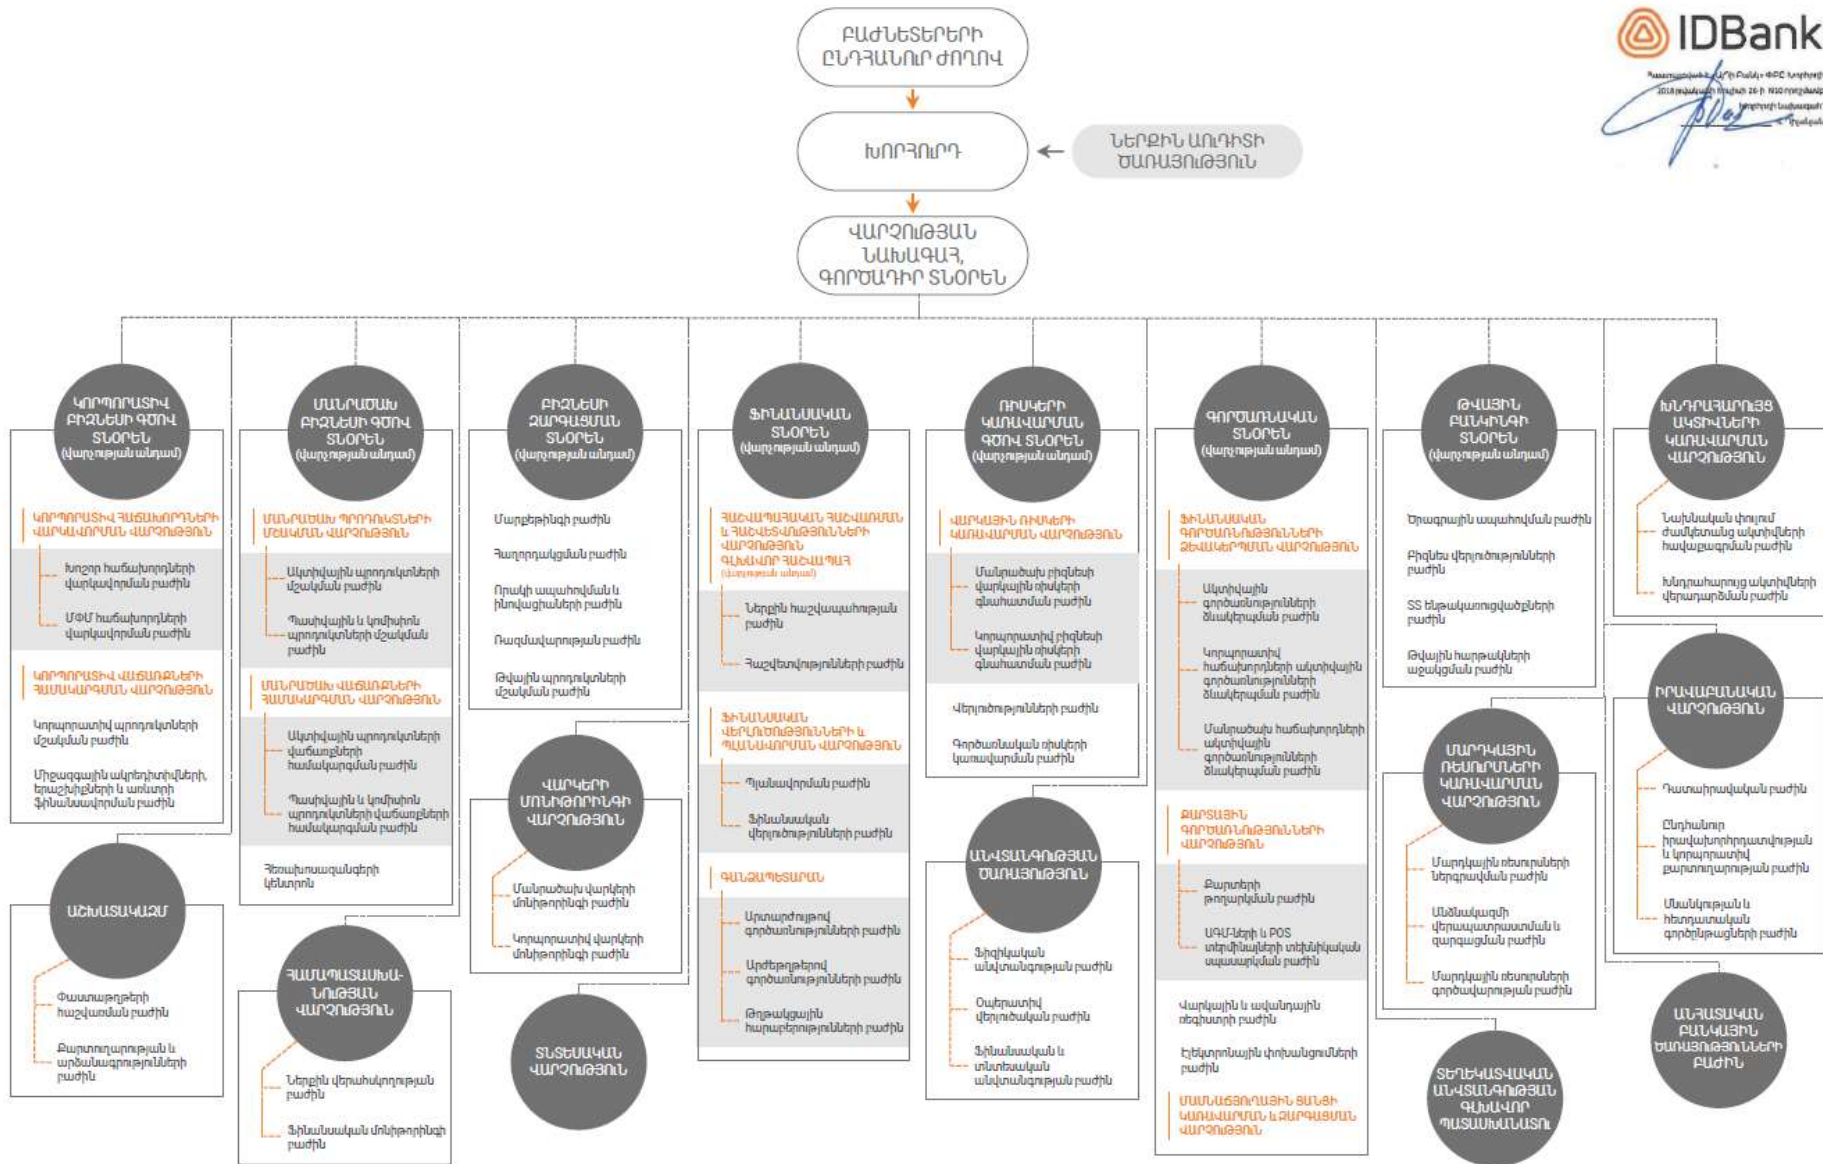 ԲԱԺՆԵՏԵՐԵՐԻ
ԸՆԴՀԱՆՈՒՐ ԺՈՂՈՎ
IDBank
ԽՈՐՀՈՒՐԴ
ՆԵՐՔԻՆ ԱՈՒԴԻՏԻ
ԾԱՌԱՅՈՒԹՅՈՒՆ
ՎԱՐՉՈՒԹՅԱՆ
ՆԱԽԱԳԱՀ,
ԳՈՐԾԱԴԻՐ ՏՆՕՐԵՆ
ԿՈՐՊՈՐԱՏԻՎ
ԲԻԶՆԵՍԻ ԳԾՈՎ
ՏՆՕՐԵՆ
(վարչության անդամ)
ԿՈՐՊՈՐԱՏԻՎ ՀԱՃԱԽՈՐԴՆԵՐԻ
ՎԱՐԿԱՎՈՐՄԱՆ ՎԱՐՉՈՒԹՅՈՒՆ
Խոշոր հաճախորդների
վարկավորման բաժին
ՄՓՄ հաճախորդների
վարկավորման բաժին
ԿՈՐՊՈՐԱՏԻՎ ՎԱՃԱՌՔՆԵՐԻ
ՀԱՄԱԿԱՐԳՄԱՆ ՎԱՐՉՈՒԹՅՈՒՆ
Կորպորատիվ պրոդուկտների
մշակման բաժին
Միջազգային ակրեդիտիվների,
երաշխիքների և առևտրի
ֆինանսավորման բաժին
ԱՇԽԱՏԱԿԱԶՄ
Փաստաթղթերի
հաշվառման բաժին
Քարտուղարության և
արձանագրությունների
բաժին
ՄԱՆՐԱԾԱԽ
ԲԻԶՆԵՍԻ ԳԾՈՎ
ՏՆՕՐԵՆ
(վարչության անդամ)
ՄԱՆՐԱԾԱԽ ՊՐՈԴՈՒԿՏՆԵՐԻ
ՄՇԱԿՄԱՆ ՎԱՐՉՈՒԹՅՈՒՆ
Ակտիվային պրոդուկտների
մշակման բաժին
Պասիվային և կոմիսիոն
պրոդուկտների մշակման
բաժին
ՄԱՆՐԱԾԱԽ ՎԱՃԱՌՔՆԵՐԻ
ՀԱՄԱԿԱՐԳՄԱՆ ՎԱՐՉՈՒԹՅՈՒՆ
Ակտիվային պրոդուկտների
վաճառքների
համակարգման բաժին
Պասիվային և կոմիսիոն
պրոդուկտների վաճառքների
համակարգման բաժին
Հեռախոսազանգերի
կենտրոն
ՀԱՄԱՊԱՏԱՍԽԱ-
ՆՈՒԹՅԱՆ
ՎԱՐՉՈՒԹՅՈՒՆ
Ներքին վերահսկողության
բաժին
Ֆինանսական մոնիթորինգի
բաժին
ԲԻԶՆԵՍԻ
ԶԱՐԳԱՑՄԱՆ
ՏՆՕՐԵՆ
(վարչության անդամ)
Մարքեթինգի բաժին
Հաղորդակցման բաժին
Որակի ապահովման և
ինովացիաների բաժին
Ռազմավարության բաժին
Թվային պրոդուկտների
մշակման բաժին
ՎԱՐԿԵՐԻ
ՄՈՆԻԹՈՐԻՆԳԻ
ՎԱՐՉՈՒԹՅՈՒՆ
Մանրածախ վարկերի
մոնիթորինգի բաժին
Կորպորատիվ վարկերի
մոնիթորինգի բաժին
ՏՆՏԵՍԱԿԱՆ
ՎԱՐՉՈՒԹՅՈՒՆ
ՖԻՆԱՆՍԱԿԱՆ
ՏՆՕՐԵՆ
(վարչության անդամ)
ՀԱՇՎԱՊԱՀԱԿԱՆ ՀԱՇՎԱՌՄԱՆ
և ՀԱՇՎԵՏՎՈՒԹՅՈՒՆՆԵՐԻ
ՎԱՐՉՈՒԹՅՈՒՆ
ԳԼԽԱՎՈՐ ՀԱՇՎԱՊԱՀ
(վարչության անդամ)
Ներքին հաշվապահության
բաժին
Հաշվետվությունների բաժին
ՖԻՆԱՆՍԱԿԱՆ
ՎԵՐԼՈՒԾՈՒԹՅՈՒՆՆԵՐԻ և
ՊԼԱՆԱՎՈՐՄԱՆ ՎԱՐՉՈՒԹՅՈՒՆ
Պլանավորման բաժին
Ֆինանսական
վերլուծությունների բաժին
ԳԱՆՁԱՊԵՏԱՐԱՆ
Արտարժույթով
գործառնությունների բաժին
Արժեթղթերով
գործառնությունների բաժին
Թղթակցային
հարաբերությունների բաժին
ՌԻՍԿԵՐԻ
ԿԱՌԱՎԱՐՄԱՆ
ԳԾՈՎ ՏՆՕՐԵՆ
(վարչության անդամ)
ՎԱՐԿԱՅԻՆ ՌԻՍԿԵՐԻ
ԿԱՌԱՎԱՐՄԱՆ ՎԱՐՉՈՒԹՅՈՒՆ
Մանրածախ բիզնեսի
վարկային ռիսկերի
գնահատման բաժին
Կորպորատիվ բիզնեսի
վարկային ռիսկերի
գնահատման բաժին
Վերլուծությունների բաժին
Գործառնական ռիսկերի
կառավարման բաժին
ԱՆՎՏԱՆԳՈՒԹՅԱՆ
ԾԱՌԱՅՈՒԹՅՈՒՆ
Ֆիզիկական
անվտանգության բաժին
Օպերատիվ
վերլուծական բաժին
Ֆինանսական և
տնտեսական
անվտանգության բաժին
ԳՈՐԾԱՌՆԱԿԱՆ
ՏՆՕՐԵՆ
(վարչության անդամ)
ՖԻՆԱՆՍԱԿԱՆ
ԳՈՐԾԱՌՆՈՒԹՅՈՒՆՆԵՐԻ
ՁԵՎԱԿԵՐՊՄԱՆ ՎԱՐՉՈՒԹՅՈՒՆ
Ակտիվային
գործառնությունների
ձևակերպման բաժին
Կորպորատիվ
հաճախորդների ակտիվային
գործառնությունների
ձևակերպման բաժին
Մանրածախ հաճախորդների
ակտիվային
գործառնությունների
ձևակերպման բաժին
ՔԱՐՏԱՅԻՆ
ԳՈՐԾԱՌՆՈՒԹՅՈՒՆՆԵՐԻ
ՎԱՐՉՈՒԹՅՈՒՆ
Քարտերի
թողարկման բաժին
ԱԳՄ-ների և POS
տերմինալների տեխնիկական
սպասարկման բաժին
Վարկային և ավանդային
ռեգիստրի բաժին
Էլեկտրոնային փոխանցումների
բաժին
ՄԱՍՆԱՃՅՈՒՂԱՅԻՆ ՑԱՆՑԻ
ԿԱՌԱՎԱՐՄԱՆ և ԶԱՐԳԱՑՄԱՆ
ՎԱՐՉՈՒԹՅՈՒՆ
ԹՎԱՅԻՆ
ԲԱՆԿԻՆԳԻ
ՏՆՕՐԵՆ
(վարչության անդամ)
Ծրագրային ապահովման բաժին
Բիզնես վերլուծությունների
բաժին
ՏՏ ենթակառուցվածքների
բաժին
Թվային հարթակների
աջակցման բաժին
ՄԱՐԴԿԱՅԻՆ
ՌԵՍՈՒՐՍՆԵՐԻ
ԿԱՌԱՎԱՐՄԱՆ
ՎԱՐՉՈՒԹՅՈՒՆ
Մարդկային ռեսուրսների
ներգրավման բաժին
Անձնակազմի
վերապատրաստման և
զարգացման բաժին
Մարդկային ռեսուրսների
գործավարության բաժին
ՏԵՂԵԿԱՏՎԱԿԱՆ
ԱՆՎՏԱՆԳՈՒԹՅԱՆ
ԳԼԽԱՎՈՐ
ՊԱՏԱՍԽԱՆԱՏՈՒ
ԽՆԴՐԱՀԱՐՈՒՅՑ
ԱԿՏԻՎՆԵՐԻ
ԿԱՌԱՎԱՐՄԱՆ
ՎԱՐՉՈՒԹՅՈՒՆ
Նախնական փուլում
ժամկետանց ակտիվների
հավաքագրման բաժին
Խնդրահարույց ակտիվների
վերադարձման բաժին
ԻՐԱՎԱԲԱՆԱԿԱՆ
ՎԱՐՉՈՒԹՅՈՒՆ
Դատաիրավական բաժին
Ընդհանուր
իրավախորհրդատվության
և կորպորատիվ
քարտուղարության բաժին
Սնանկության և
հետդատական
գործընթացների բաժին
ԱՆՀԱՏԱԿԱՆ
ԲԱՆԿԱՅԻՆ
ԾԱՌԱՅՈՒԹՅՈՒՆՆԵՐԻ
ԲԱԺԻՆ